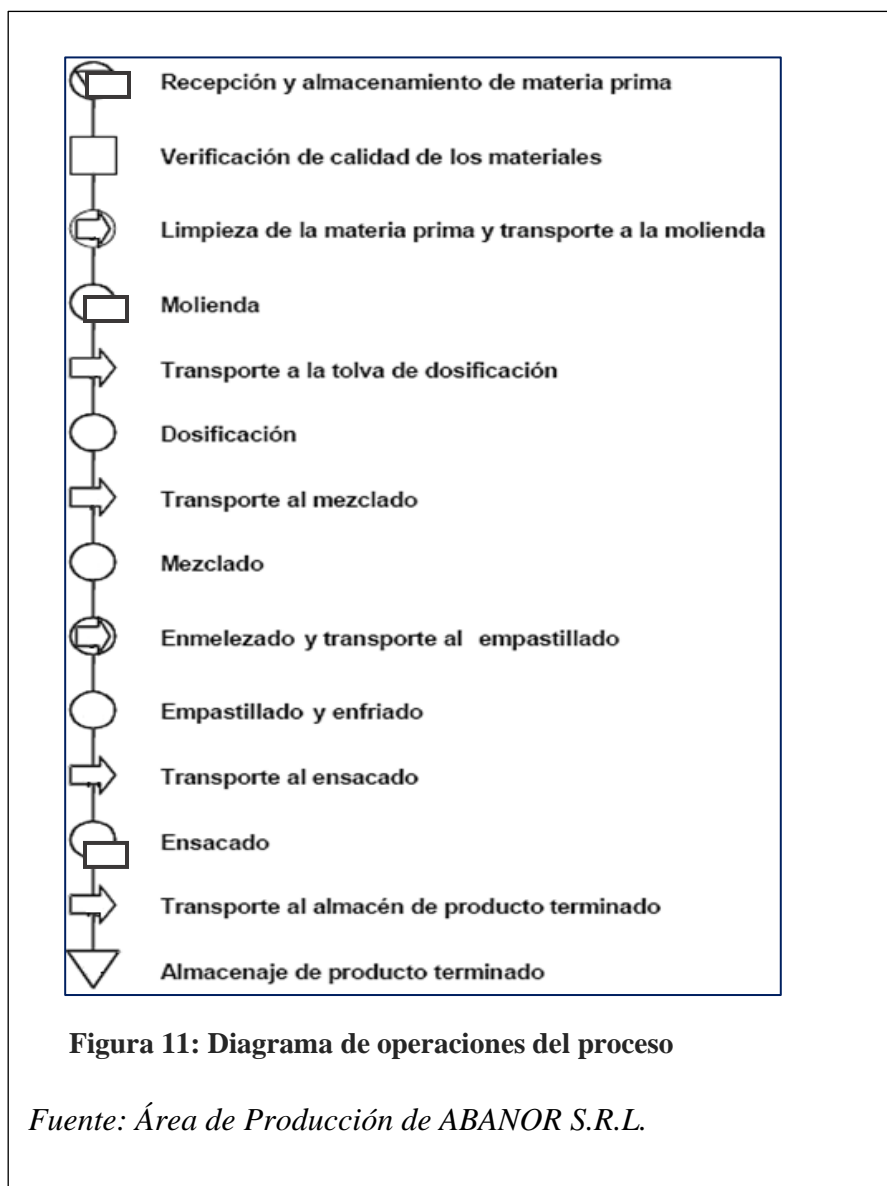 Recepción y almacenamiento de materia prima
Verificación de calidad de los materiales
Limpieza de la materia prima y transporte a la molienda
Molienda
Transporte a la tolva de dosificación
Dosificación
Transporte al mezclado
Mezclado
Enmelezado y transporte al empastillado
Empastillado y enfriado
Transporte al ensacado
Ensacado
Transporte al almacén de producto terminado
Almacenaje de producto terminado
Figura 11: Diagrama de operaciones del proceso
Fuente: Área de Producción de ABANOR S.R.L.